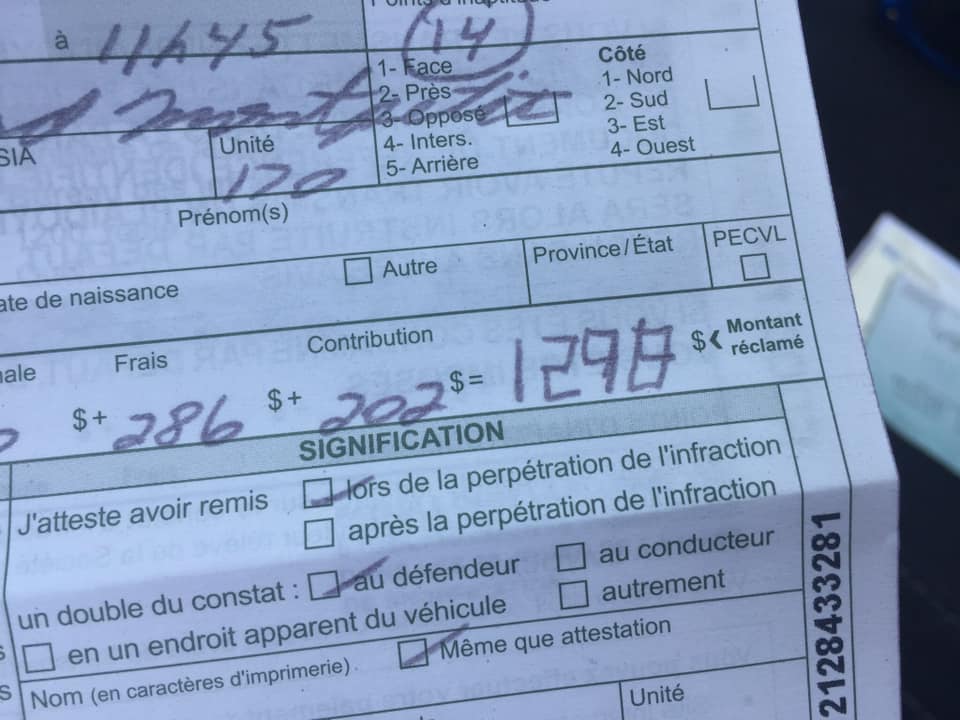 à 11h45
14
1- Face
2- Près
3- Opposé
4- Inters.
5- Arrière
Côté
1- Nord
2- Sud
3- Est
4- Ouest
SIA
Unité
170
Prénom(s)
ate de naissance
Autre
Province/État
PECVL
nale
Frais
Contribution
$+ 286 $+ 202 $=
$
Montant
réclamé
SIGNIFICATION
J'atteste avoir remis
lors de la perpétration de l'infraction
après la perpétration de l'infraction
un double du constat :
au défendeur
au conducteur
en un endroit apparent du véhicule
autrement
Même que attestation
Nom (en caractères d'imprimerie)
Unité
2128433281